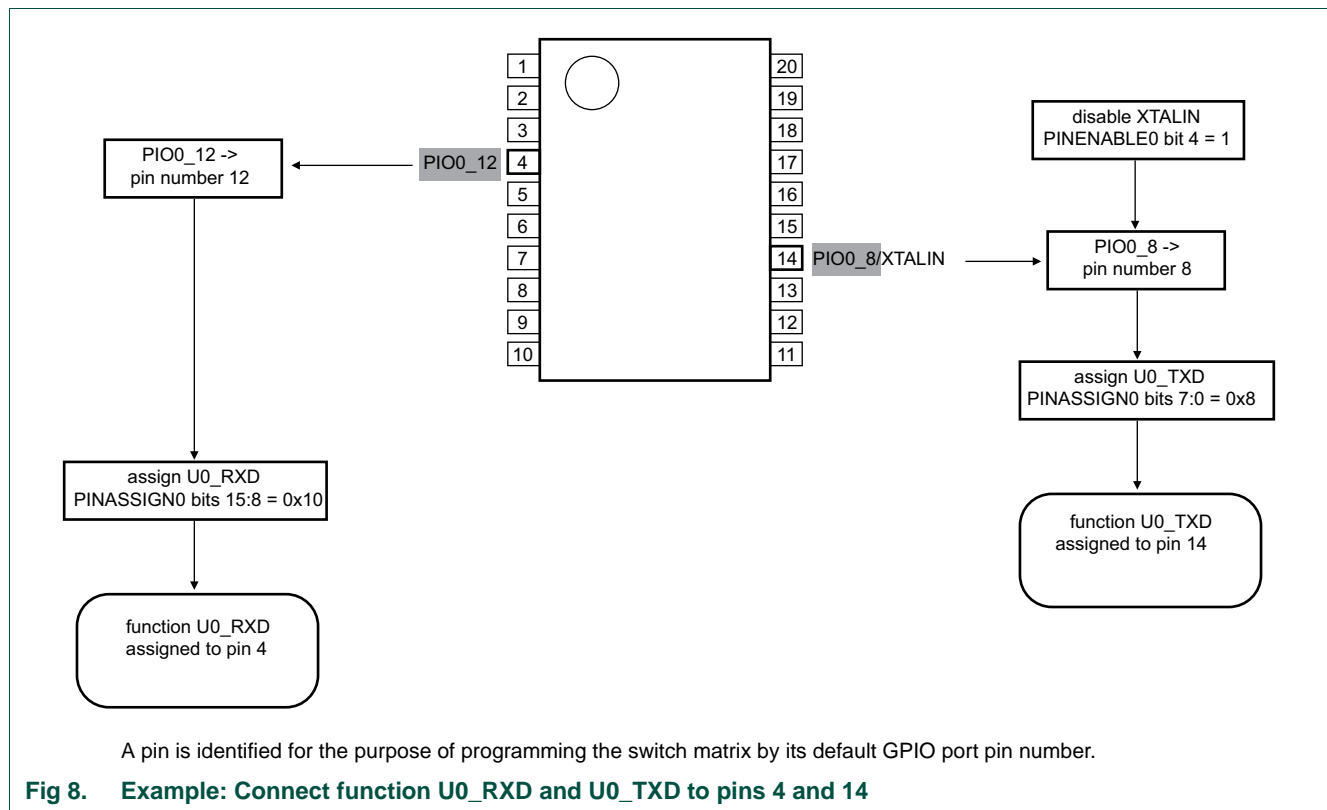 1
2
3
4
5
6
7
8
9
10
20
19
18
17
16
15
14
13
12
11
PIO0_12
PIO0_12 ->
pin number 12
assign U0_RXD
PINASSIGN0 bits 15:8 = 0x10
function U0_RXD
assigned to pin 4
PIO0_8/XTALIN
disable XTALIN
PINENABLE0 bit 4 = 1
PIO0_8 ->
pin number 8
assign U0_TXD
PINASSIGN0 bits 7:0 = 0x8
function U0_TXD
assigned to pin 14
A pin is identified for the purpose of programming the switch matrix by its default GPIO port pin number.
Fig 8. Example: Connect function U0_RXD and U0_TXD to pins 4 and 14